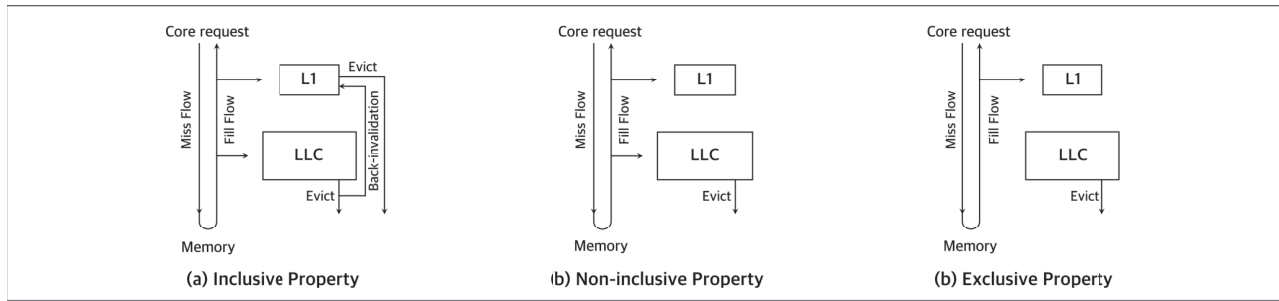 Core request
L1
Evict
Miss Flow
Fill Flow
Back-invalidation
LLC
Evict
Memory
(a) Inclusive Property
Core request
L1
Miss Flow
Fill Flow
LLC
Evict
Memory
(b) Non-inclusive Property
Core request
L1
Miss Flow
Fill Flow
LLC
Evict
Memory
(b) Exclusive Property